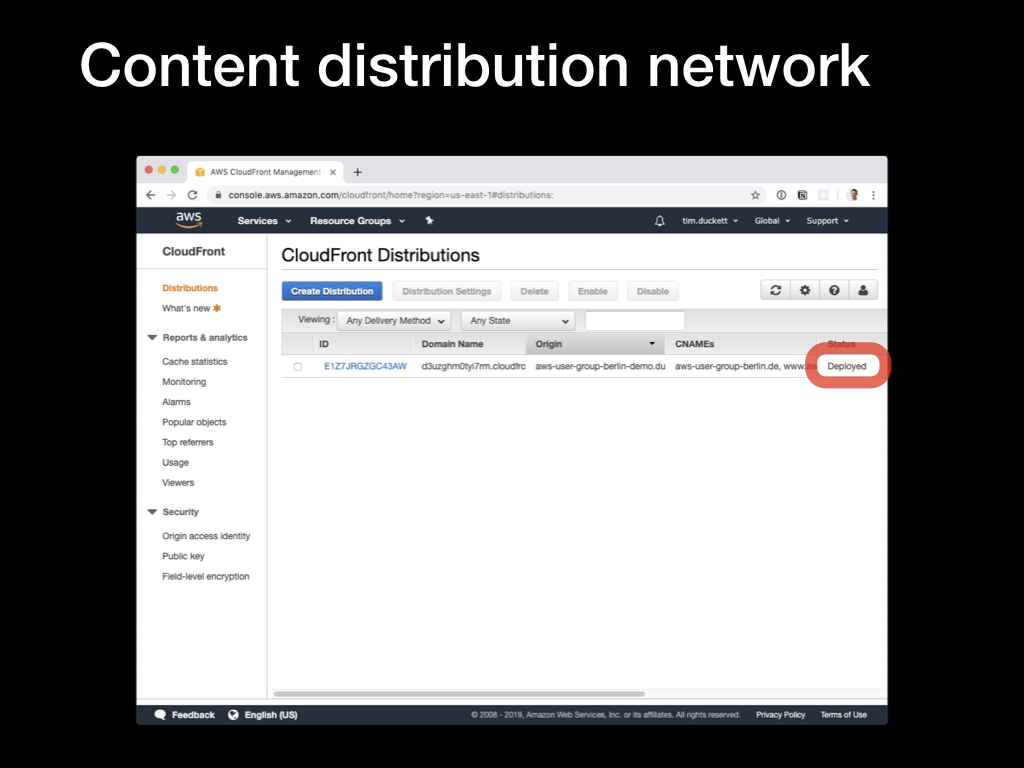 Content distribution network
AWS CloudFront Management
console.aws.amazon.com/cloudfront/home?region=us-east-1#distributions:
aws Services Resource Groups tim.duckett Global Support
CloudFront
Distributions
What's new
Reports & analytics
Cache statistics
Monitoring
Alarms
Popular objects
Top referrers
Usage
Viewers
Security
Origin access identity
Public key
Field-level encryption
CloudFront Distributions
Create Distribution Distribution Settings Delete Enable Disable
Viewing : Any Delivery Method Any State
ID Domain Name Origin CNAMEs Status
E1Z7JRGZGC43AW d3uzghm0tyi7rm.cloudfro aws-user-group-berlin-demo.du aws-user-group-berlin.de, www.aw Deployed
Feedback English (US) © 2008 - 2019, Amazon Web Services, Inc. or its affiliates. All rights reserved. Privacy Policy Terms of Use